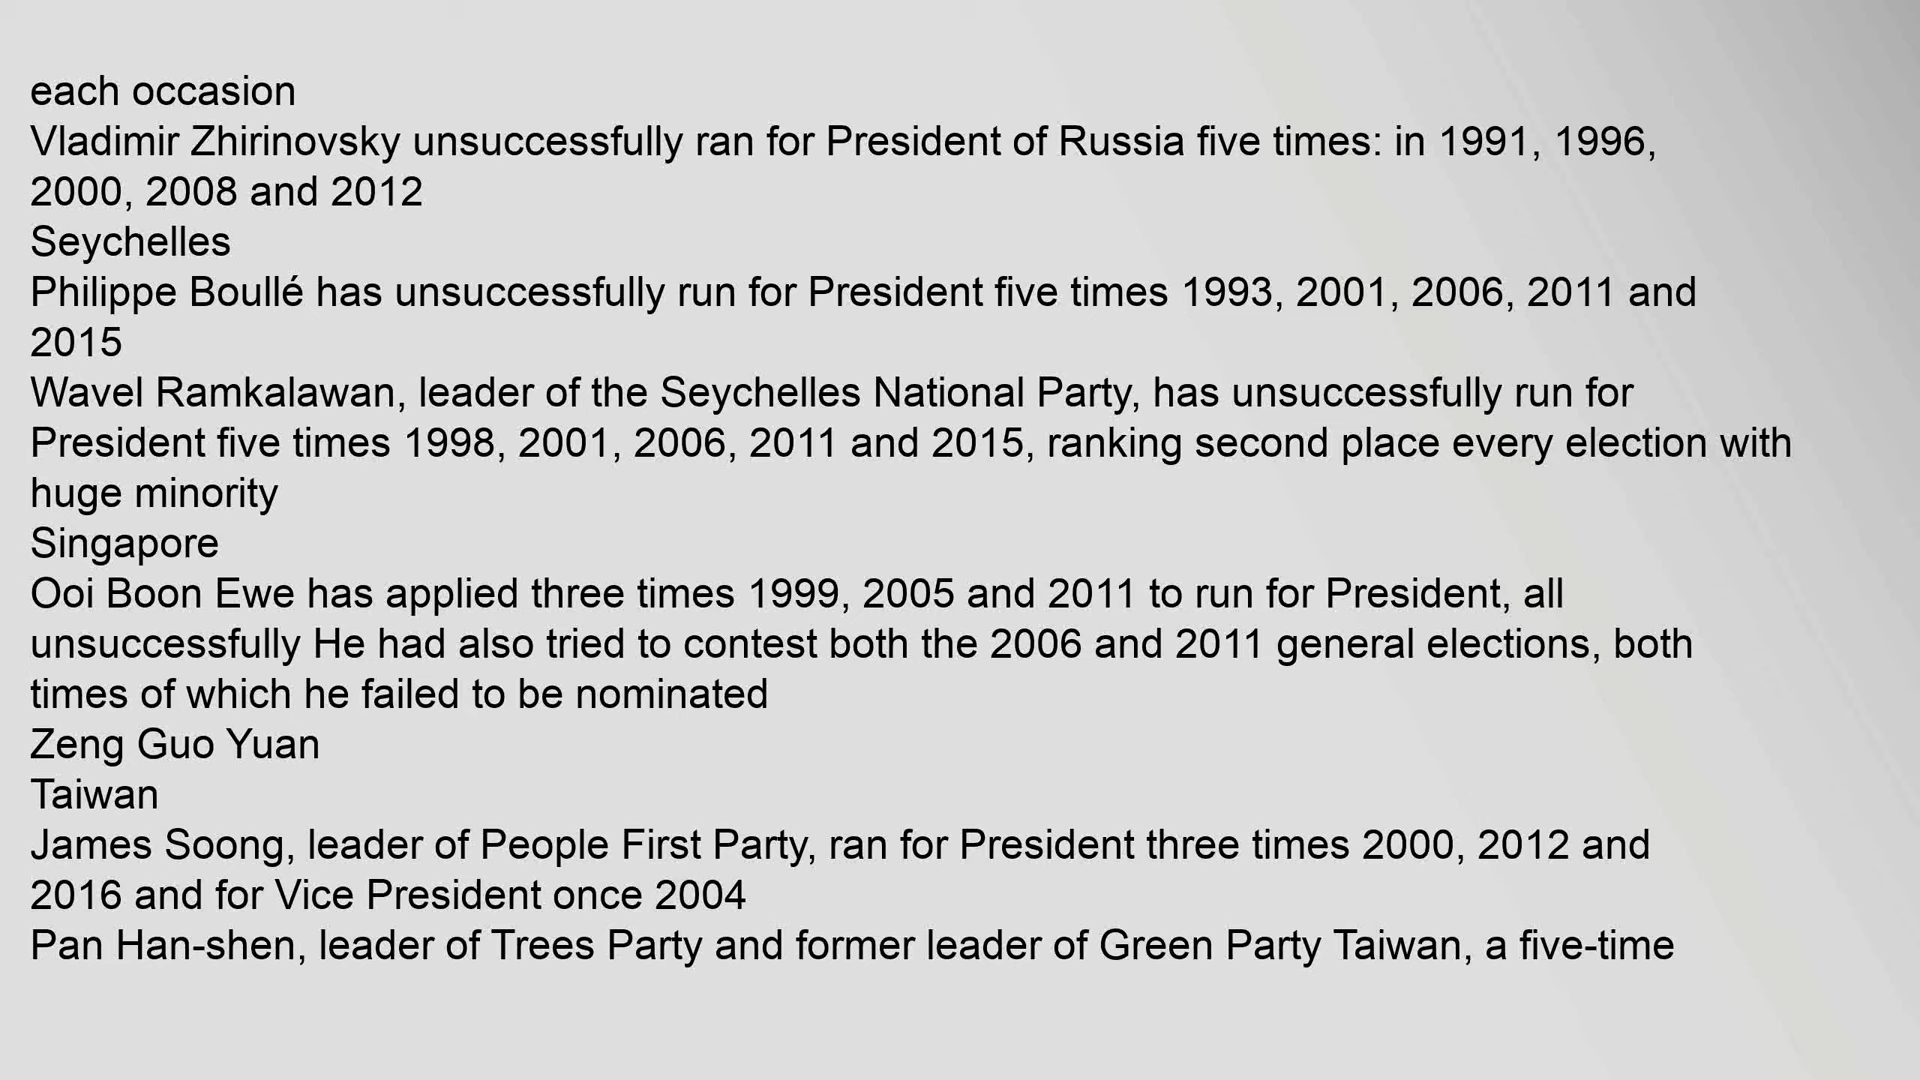 each occasion
Vladimir Zhirinovsky unsuccessfully ran for President of Russia five times: in 1991, 1996,
2000, 2008 and 2012
Seychelles
Philippe Boullé has unsuccessfully run for President five times 1993, 2001, 2006, 2011 and
2015
Wavel Ramkalawan, leader of the Seychelles National Party, has unsuccessfully run for
President five times 1998, 2001, 2006, 2011 and 2015, ranking second place every election with
huge minority
Singapore
Ooi Boon Ewe has applied three times 1999, 2005 and 2011 to run for President, all
unsuccessfully He had also tried to contest both the 2006 and 2011 general elections, both
times of which he failed to be nominated
Zeng Guo Yuan
Taiwan
James Soong, leader of People First Party, ran for President three times 2000, 2012 and
2016 and for Vice President once 2004
Pan Han-shen, leader of Trees Party and former leader of Green Party Taiwan, a five-time